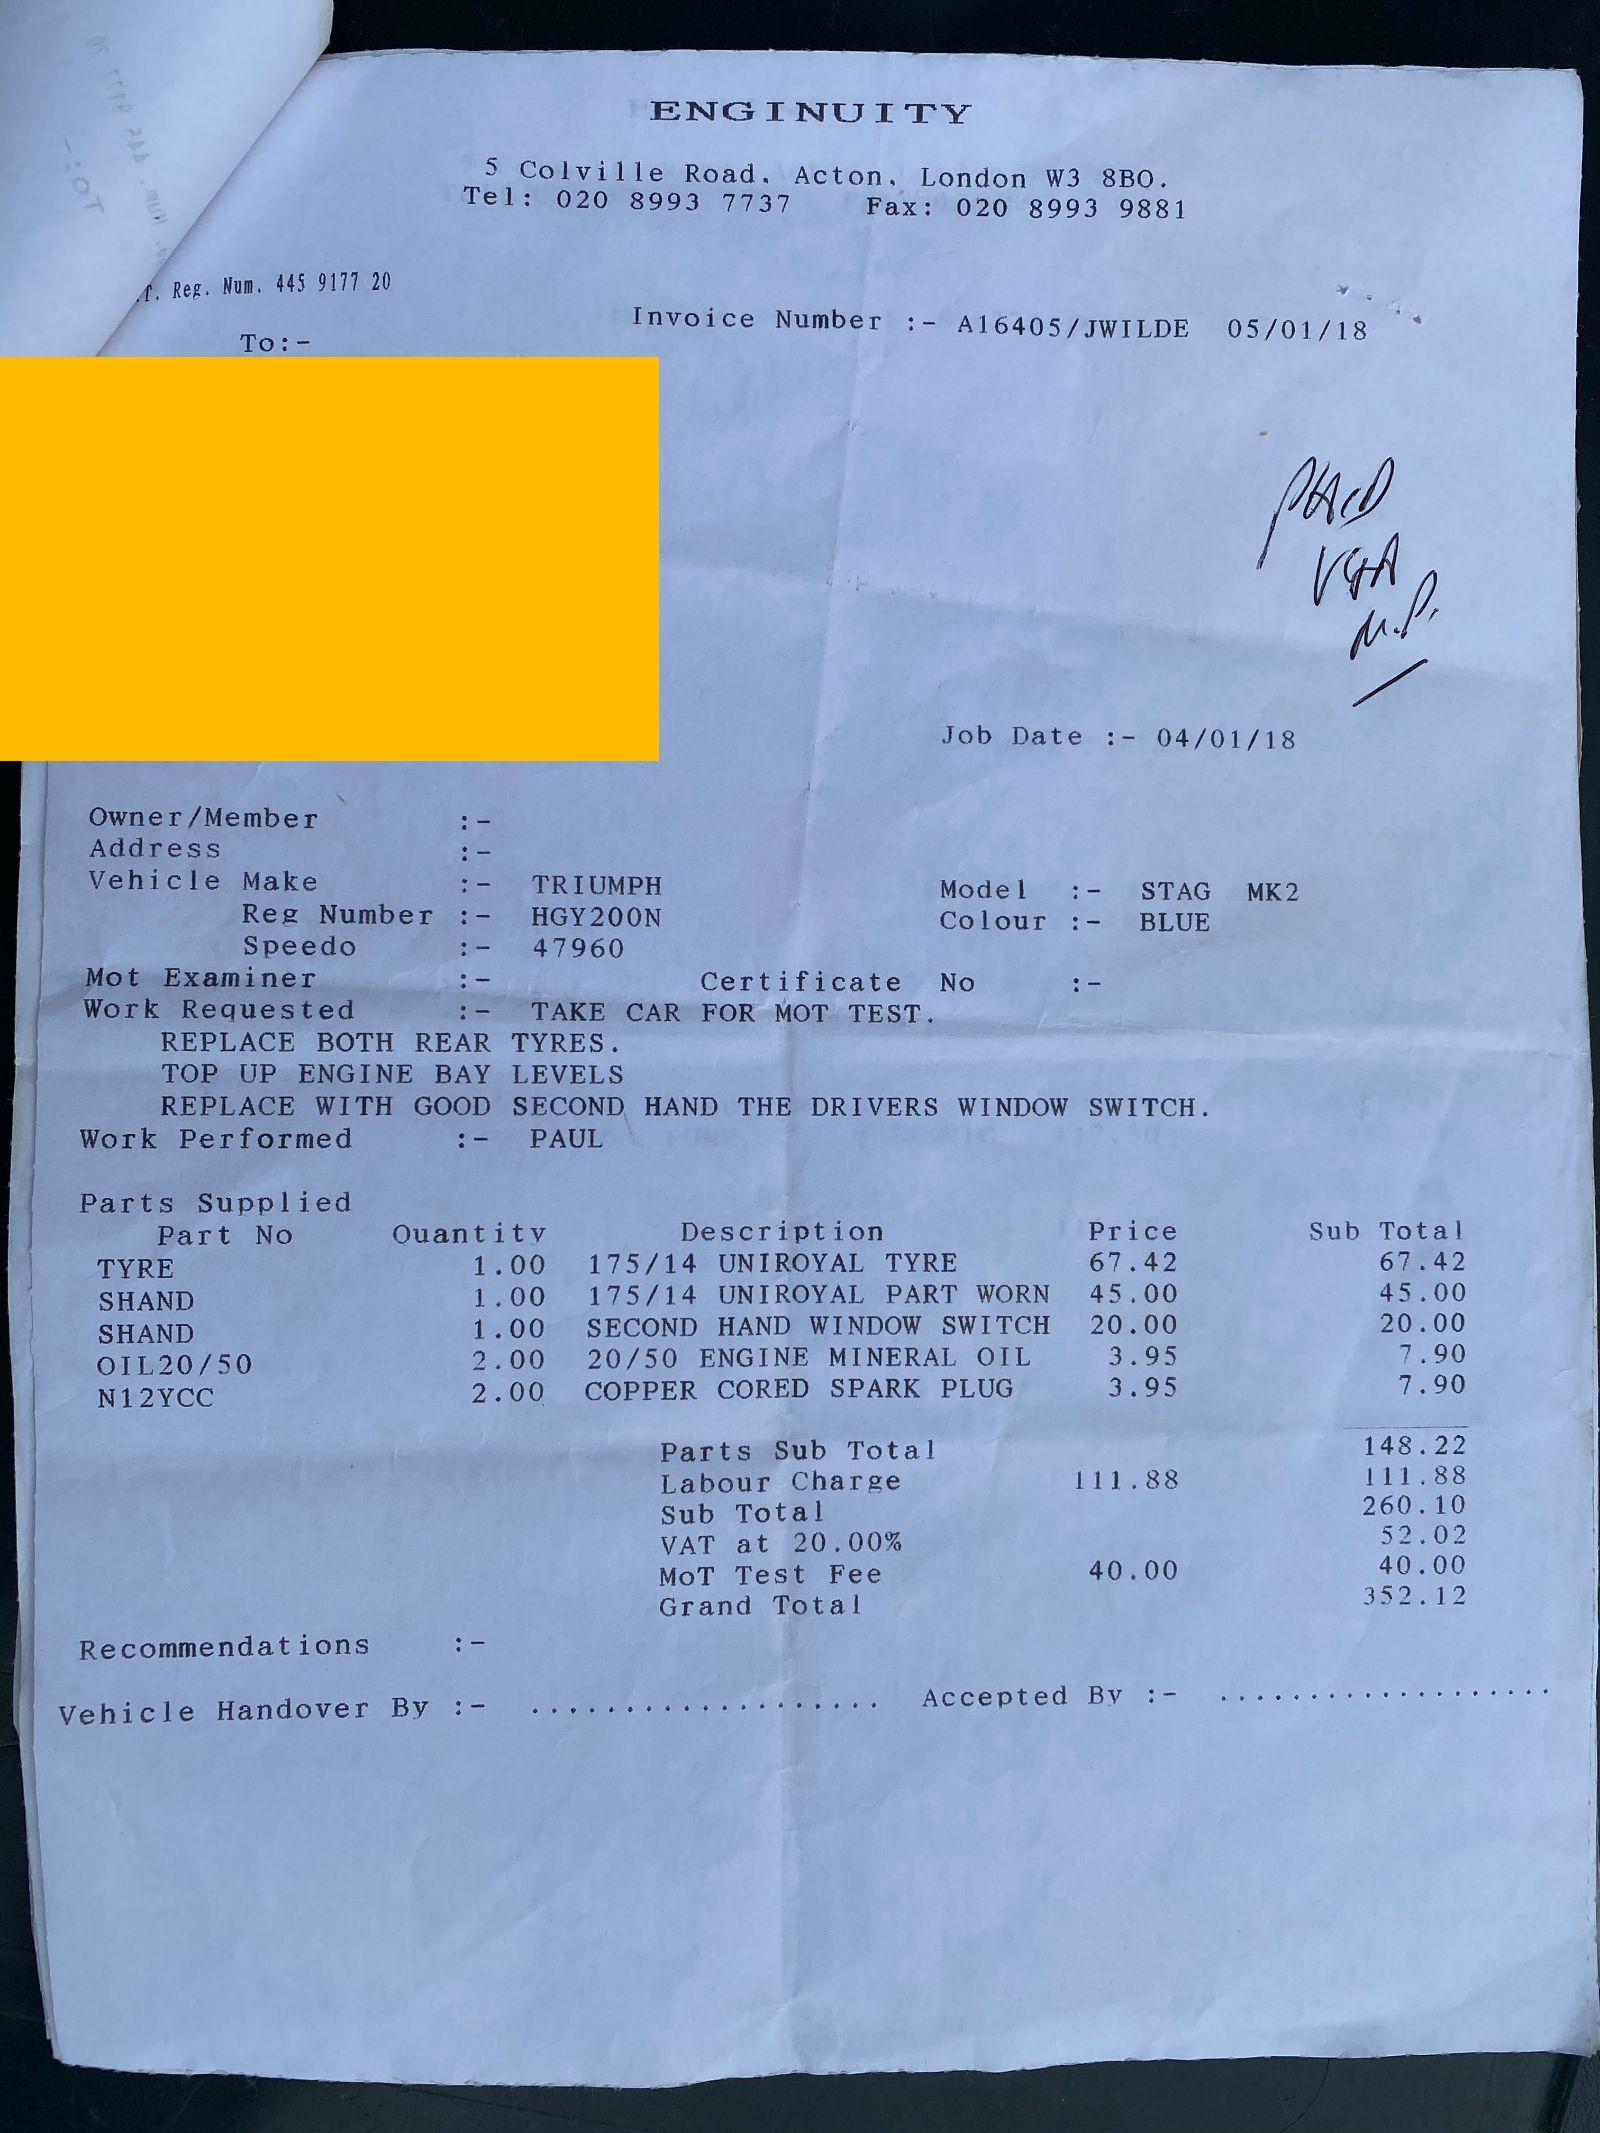 ENGINUITY
5 Colville Road, Acton, London W3 8BO.
Tel: 020 8993 7737 Fax: 020 8993 9881
.T. Reg. Num. 445 9177 20
Invoice Number :- A16405/JWILDE 05/01/18
To:-
PAID
VISA
N.P.
Job Date :- 04/01/18
Owner/Member :-
Address :-
Vehicle Make :- TRIUMPH Model :- STAG MK2
Reg Number :- HGY200N Colour :- BLUE
Speedo :- 47960
Mot Examiner :- Certificate No :-
Work Requested :- TAKE CAR FOR MOT TEST.
REPLACE BOTH REAR TYRES.
TOP UP ENGINE BAY LEVELS
REPLACE WITH GOOD SECOND HAND THE DRIVERS WINDOW SWITCH.
Work Performed :- PAUL
Parts Supplied
Part No Quantity Description Price Sub Total
TYRE 1.00 175/14 UNIROYAL TYRE 67.42 67.42
SHAND 1.00 175/14 UNIROYAL PART WORN 45.00 45.00
SHAND 1.00 SECOND HAND WINDOW SWITCH 20.00 20.00
OIL20/50 2.00 20/50 ENGINE MINERAL OIL 3.95 7.90
N12YCC 2.00 COPPER CORED SPARK PLUG 3.95 7.90
Parts Sub Total 148.22
Labour Charge 111.88 111.88
Sub Total 260.10
VAT at 20.00% 52.02
MoT Test Fee 40.00 40.00
Grand Total 352.12
Recommendations :-
Vehicle Handover By :- ................... Accepted By :- ...................